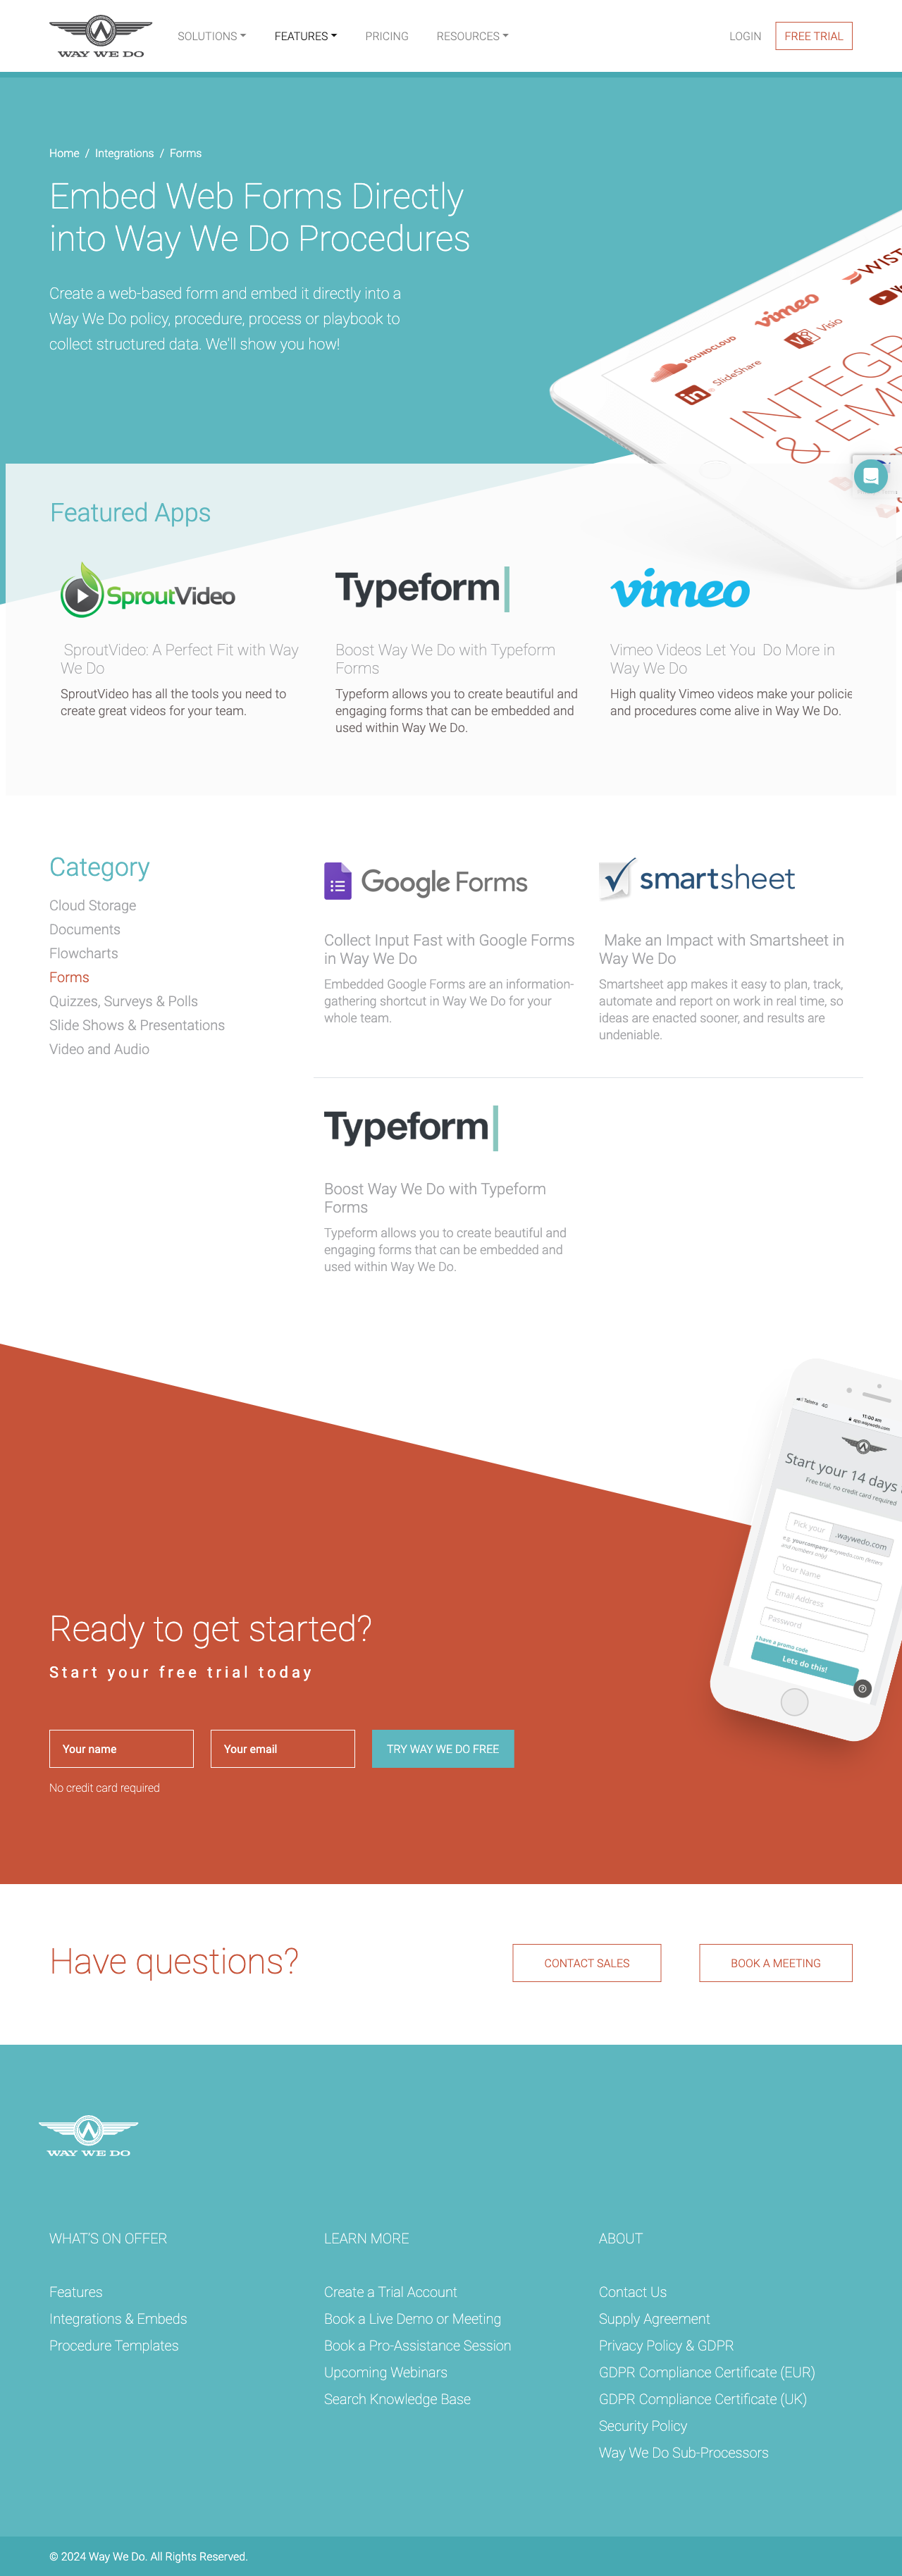 WAY WE DO
SOLUTIONS
FEATURES
PRICING
RESOURCES
LOGIN
FREE TRIAL
Home / Integrations / Forms
Embed Web Forms Directly
into Way We Do Procedures
Create a web-based form and embed it directly into a
Way We Do policy, procedure, process or playbook to
collect structured data. We'll show you how!
WIST
vimeo
Visio
SOUNDCLOUD
SlideShare
Featured Apps
SproutVideo
SproutVideo: A Perfect Fit with Way
We Do
SproutVideo has all the tools you need to
create great videos for your team.
Typeform
Boost Way We Do with Typeform
Forms
Typeform allows you to create beautiful and
engaging forms that can be embedded and
used within Way We Do.
vimeo
Vimeo Videos Let You Do More in
Way We Do
High quality Vimeo videos make your policie
and procedures come alive in Way We Do.
Category
Cloud Storage
Documents
Flowcharts
Forms
Quizzes, Surveys & Polls
Slide Shows & Presentations
Video and Audio
Google Forms
Collect Input Fast with Google Forms
in Way We Do
Embedded Google Forms are an information-
gathering shortcut in Way We Do for your
whole team.
smartsheet
Make an Impact with Smartsheet in
Way We Do
Smartsheet app makes it easy to plan, track,
automate and report on work in real time, so
ideas are enacted sooner, and results are
undeniable.
Typeform
Boost Way We Do with Typeform
Forms
Typeform allows you to create beautiful and
engaging forms that can be embedded and
used within Way We Do.
Telstra 4G
11:00 am
app.waywedo.com
Start your 14 days
Free trial, no credit card required
Pick your
.waywedo.com
e.g. yourcompany.waywedo.com (letters
and numbers only)
Your Name
Email Address
Password
I have a promo code
Lets do this!
Ready to get started?
Start your free trial today
Your name
Your email
TRY WAY WE DO FREE
No credit card required
Have questions?
CONTACT SALES
BOOK A MEETING
WAY WE DO
WHAT'S ON OFFER
Features
Integrations & Embeds
Procedure Templates
LEARN MORE
Create a Trial Account
Book a Live Demo or Meeting
Book a Pro-Assistance Session
Upcoming Webinars
Search Knowledge Base
ABOUT
Contact Us
Supply Agreement
Privacy Policy & GDPR
GDPR Compliance Certificate (EUR)
GDPR Compliance Certificate (UK)
Security Policy
Way We Do Sub-Processors
© 2024 Way We Do. All Rights Reserved.